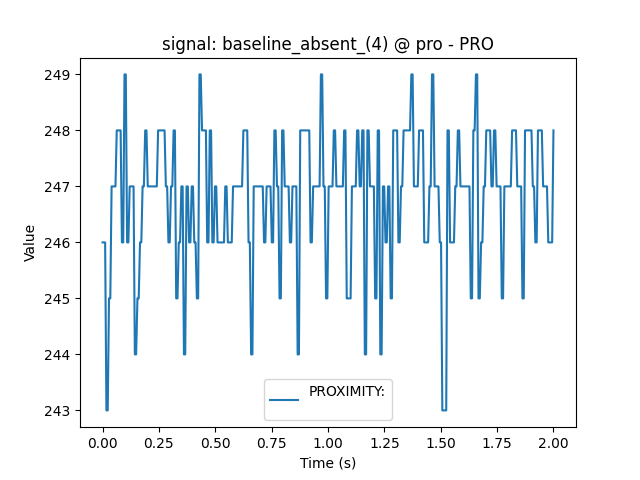 signal: baseline_absent_(4) @ pro - PRO
249
248
247
246
245
244
243
Value
PROXIMITY:
0.00 0.25 0.50 0.75 1.00 1.25 1.50 1.75 2.00
Time (s)